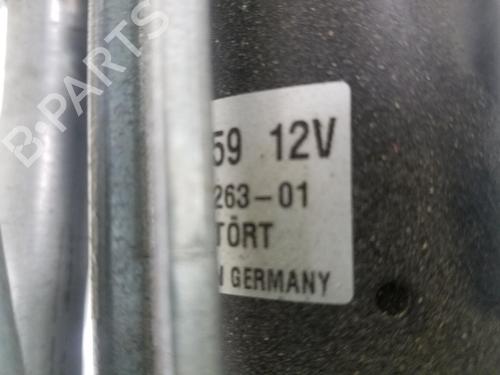 B-PARTS
59 12V
263-01
TÖRT
N GERMANY